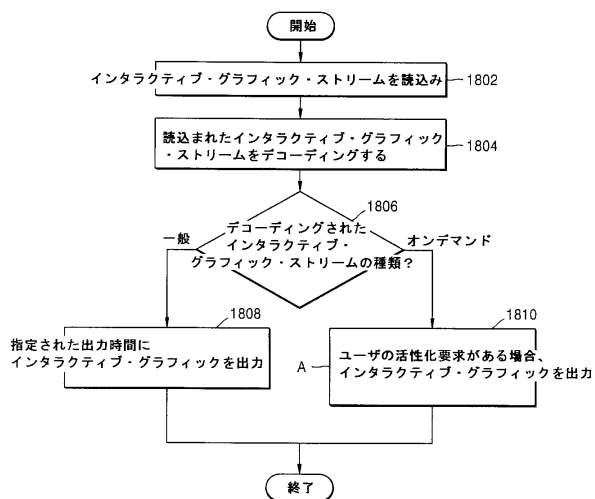 開始
インタラクティブ・グラフィック・ストリームを読込み
1802
読込まれたインタラクティブ・グラフィック
・ストリームをデコーディングする
1804
1806
デコーディングされた
インタラクティブ・
グラフィック・ストリームの種類？
一般
オンデマンド
1808
指定された出力時間に
インタラクティブ・グラフィックを出力
1810
A
ユーザの活性化要求がある場合、
インタラクティブ・グラフィックを出力
終了